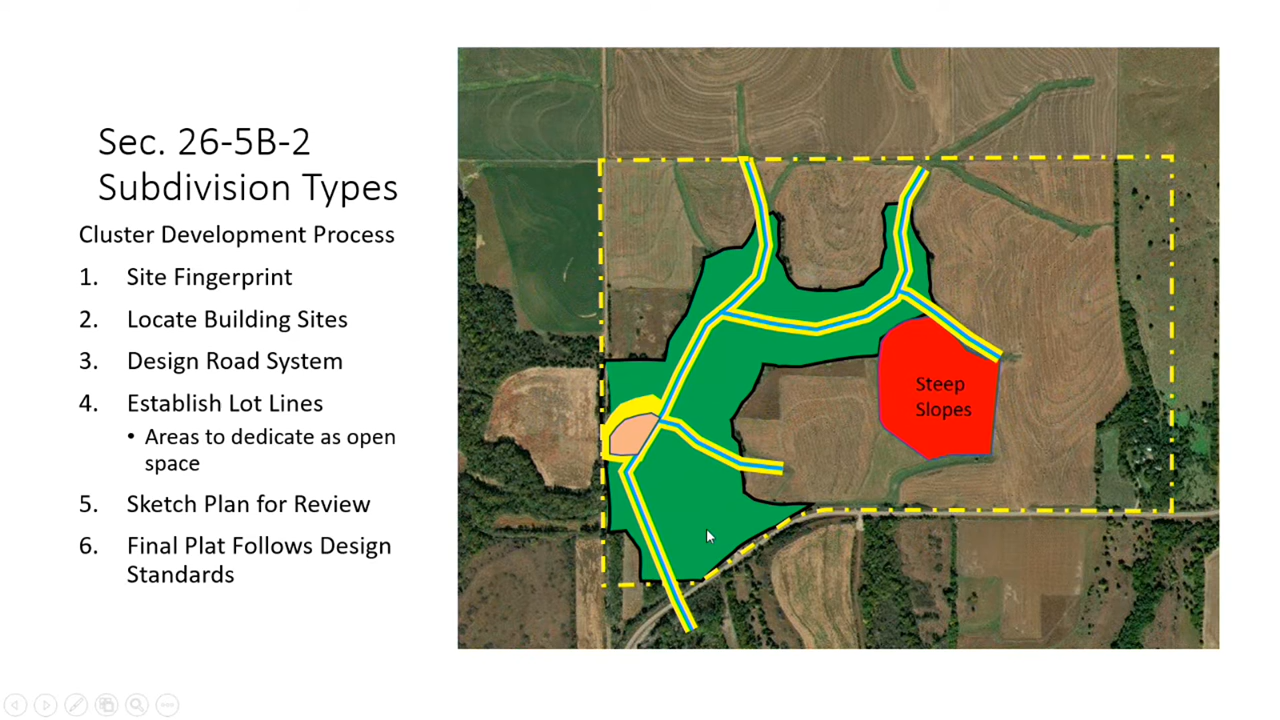 Sec. 26-5B-2
Subdivision Types
Cluster Development Process
1. Site Fingerprint
2. Locate Building Sites
3. Design Road System
4. Establish Lot Lines
• Areas to dedicate as open
space
5. Sketch Plan for Review
6. Final Plat Follows Design
Standards
Steep
Slopes